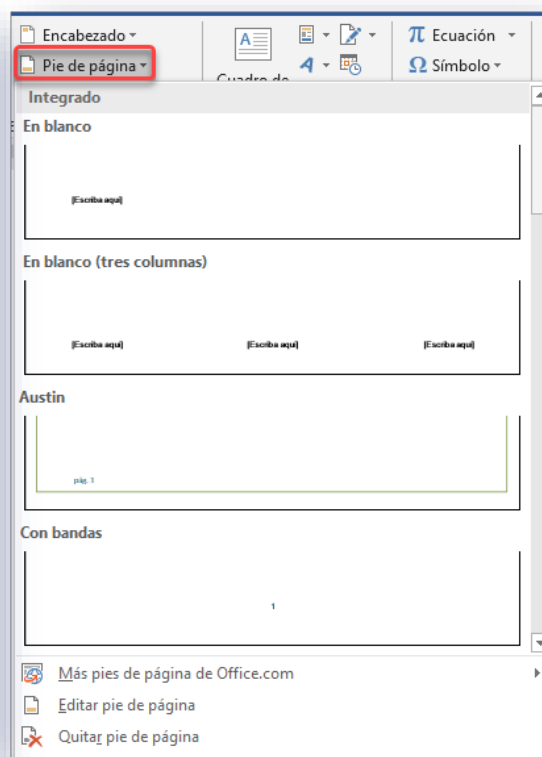 Encabezado
Pie de página
Cuadro de
Ecuación
Símbolo
Integrado
En blanco
[Escriba aquí]
En blanco (tres columnas)
[Escriba aquí] [Escriba aquí] [Escriba aquí]
Austin
pág. 1
Con bandas
1
Más pies de página de Office.com
Editar pie de página
Quitar pie de página